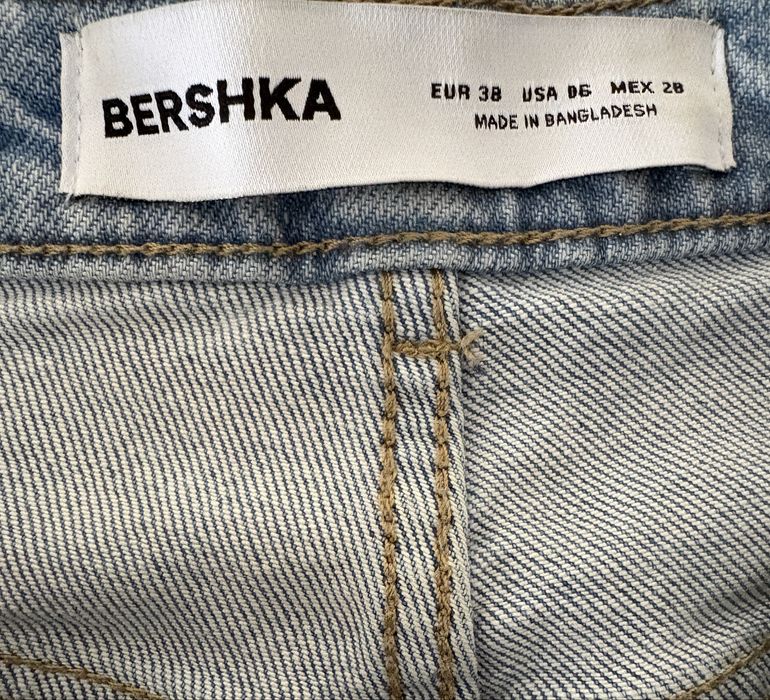 BERSHKA
EUR 38 USA 06 MEX 28
MADE IN BANGLADESH